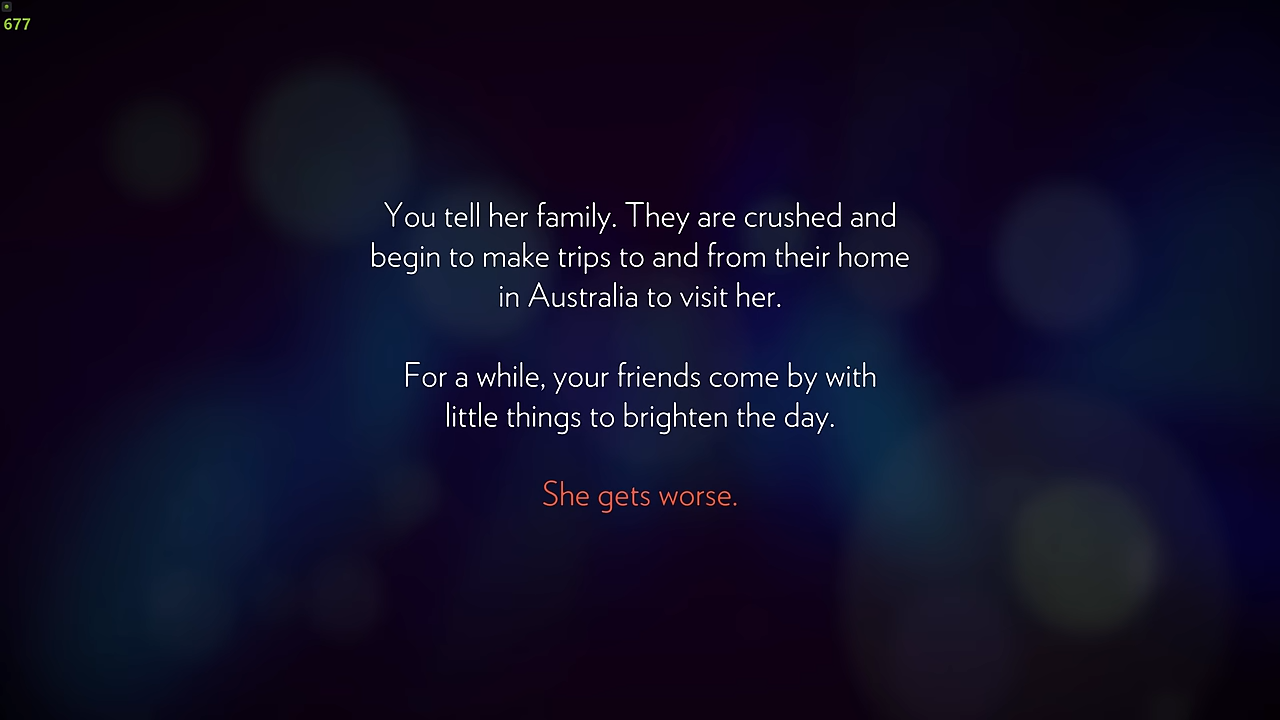 677
You tell her family. They are crushed and
begin to make trips to and from their home
in Australia to visit her.
For a while, your friends come by with
little things to brighten the day.
She gets worse.